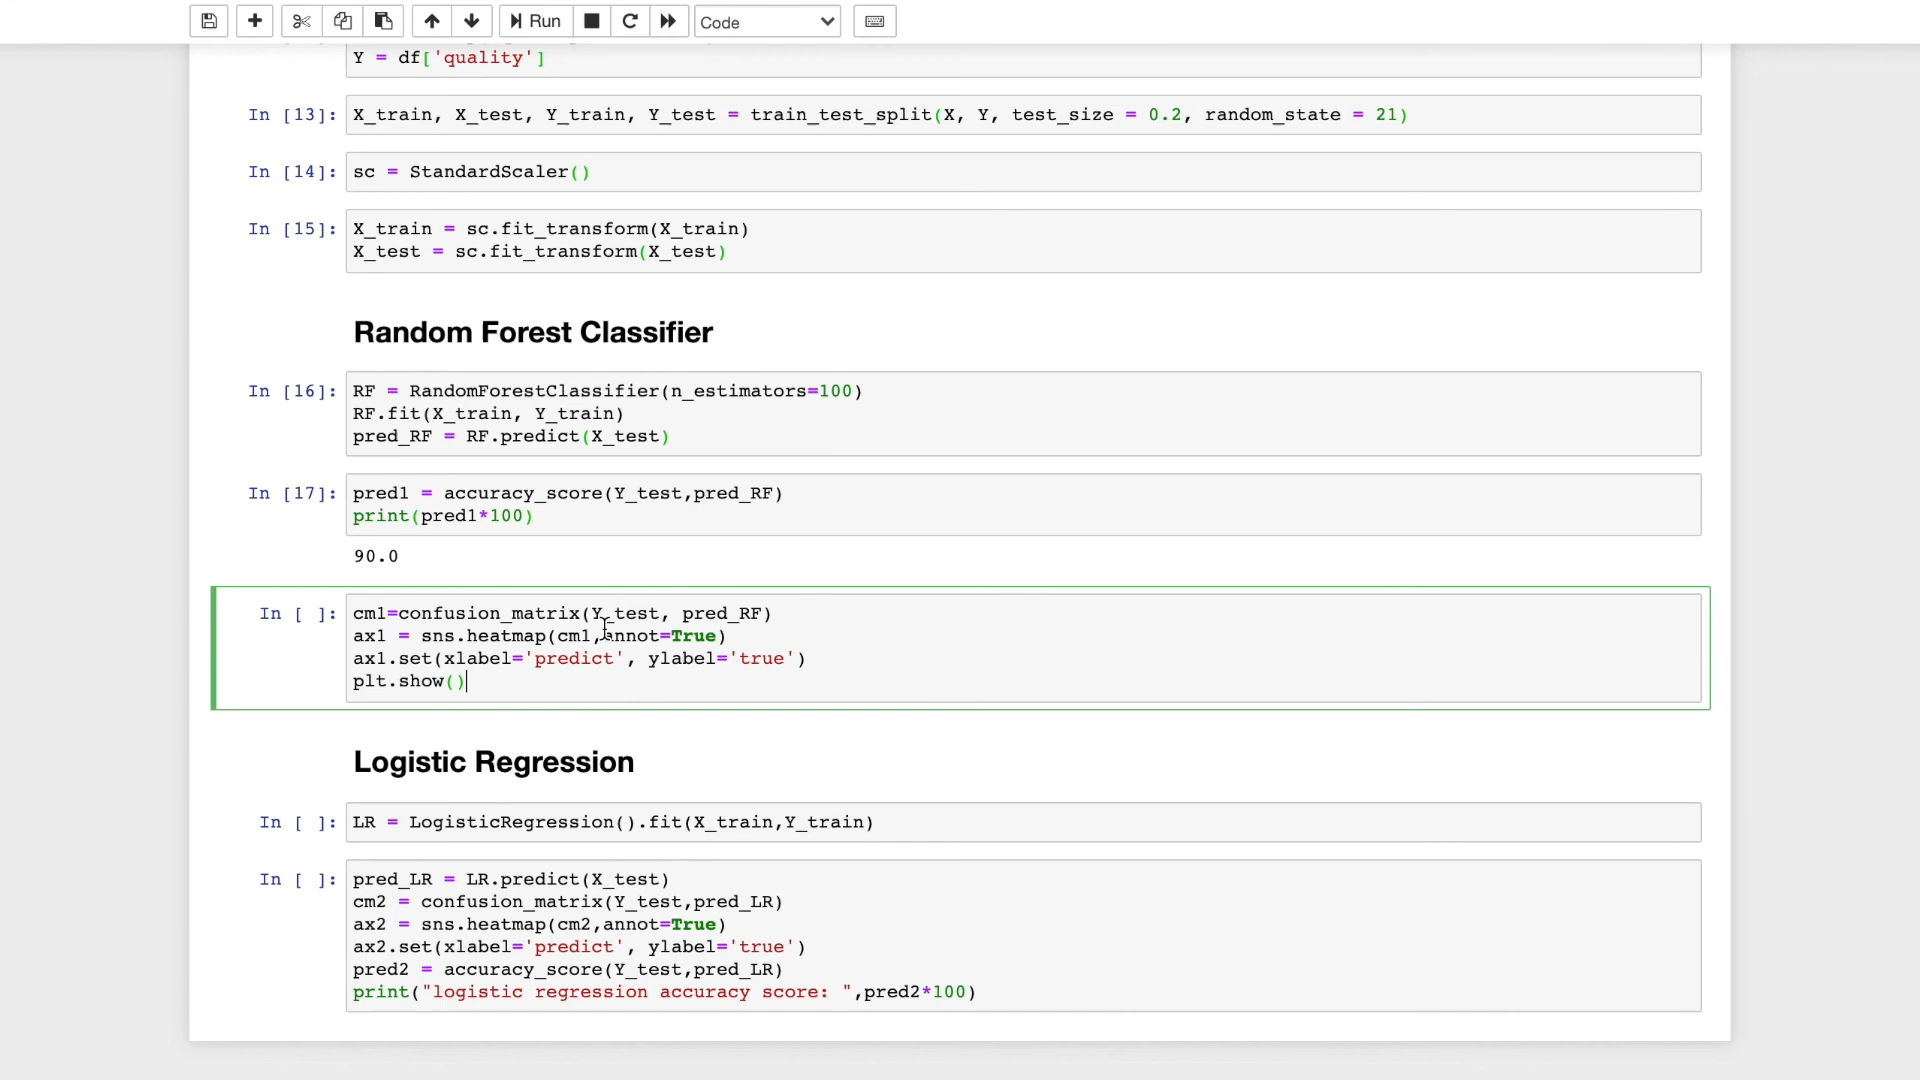 Run
Code
Y = df['quality']
In [13]: X_train, X_test, Y_train, Y_test = train_test_split(X, Y, test_size = 0.2, random_state = 21)
In [14]: sc = StandardScaler()
In [15]: X_train = sc.fit_transform(X_train)
X_test = sc.fit_transform(X_test)
Random Forest Classifier
In [16]: RF = RandomForestClassifier(n_estimators=100)
RF.fit(X_train, Y_train)
pred_RF = RF.predict(X_test)
In [17]: pred1 = accuracy_score(Y_test,pred_RF)
print(pred1*100)
90.0
In [ ]: cm1=confusion_matrix(Y_test, pred_RF)
ax1 = sns.heatmap(cm1,annot=True)
ax1.set(xlabel='predict', ylabel='true')
plt.show()
Logistic Regression
In [ ]: LR = LogisticRegression().fit(X_train,Y_train)
In [ ]: pred_LR = LR.predict(X_test)
cm2 = confusion_matrix(Y_test,pred_LR)
ax2 = sns.heatmap(cm2,annot=True)
ax2.set(xlabel='predict', ylabel='true')
pred2 = accuracy_score(Y_test,pred_LR)
print("logistic regression accuracy score: ",pred2*100)